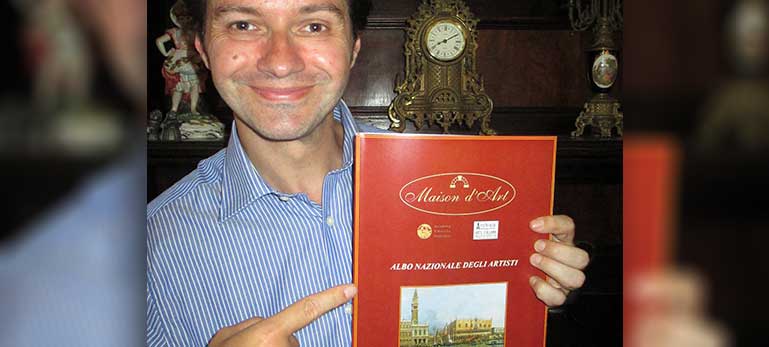 Maison d'Art
ALBO NAZIONALE DEGLI ARTISTI